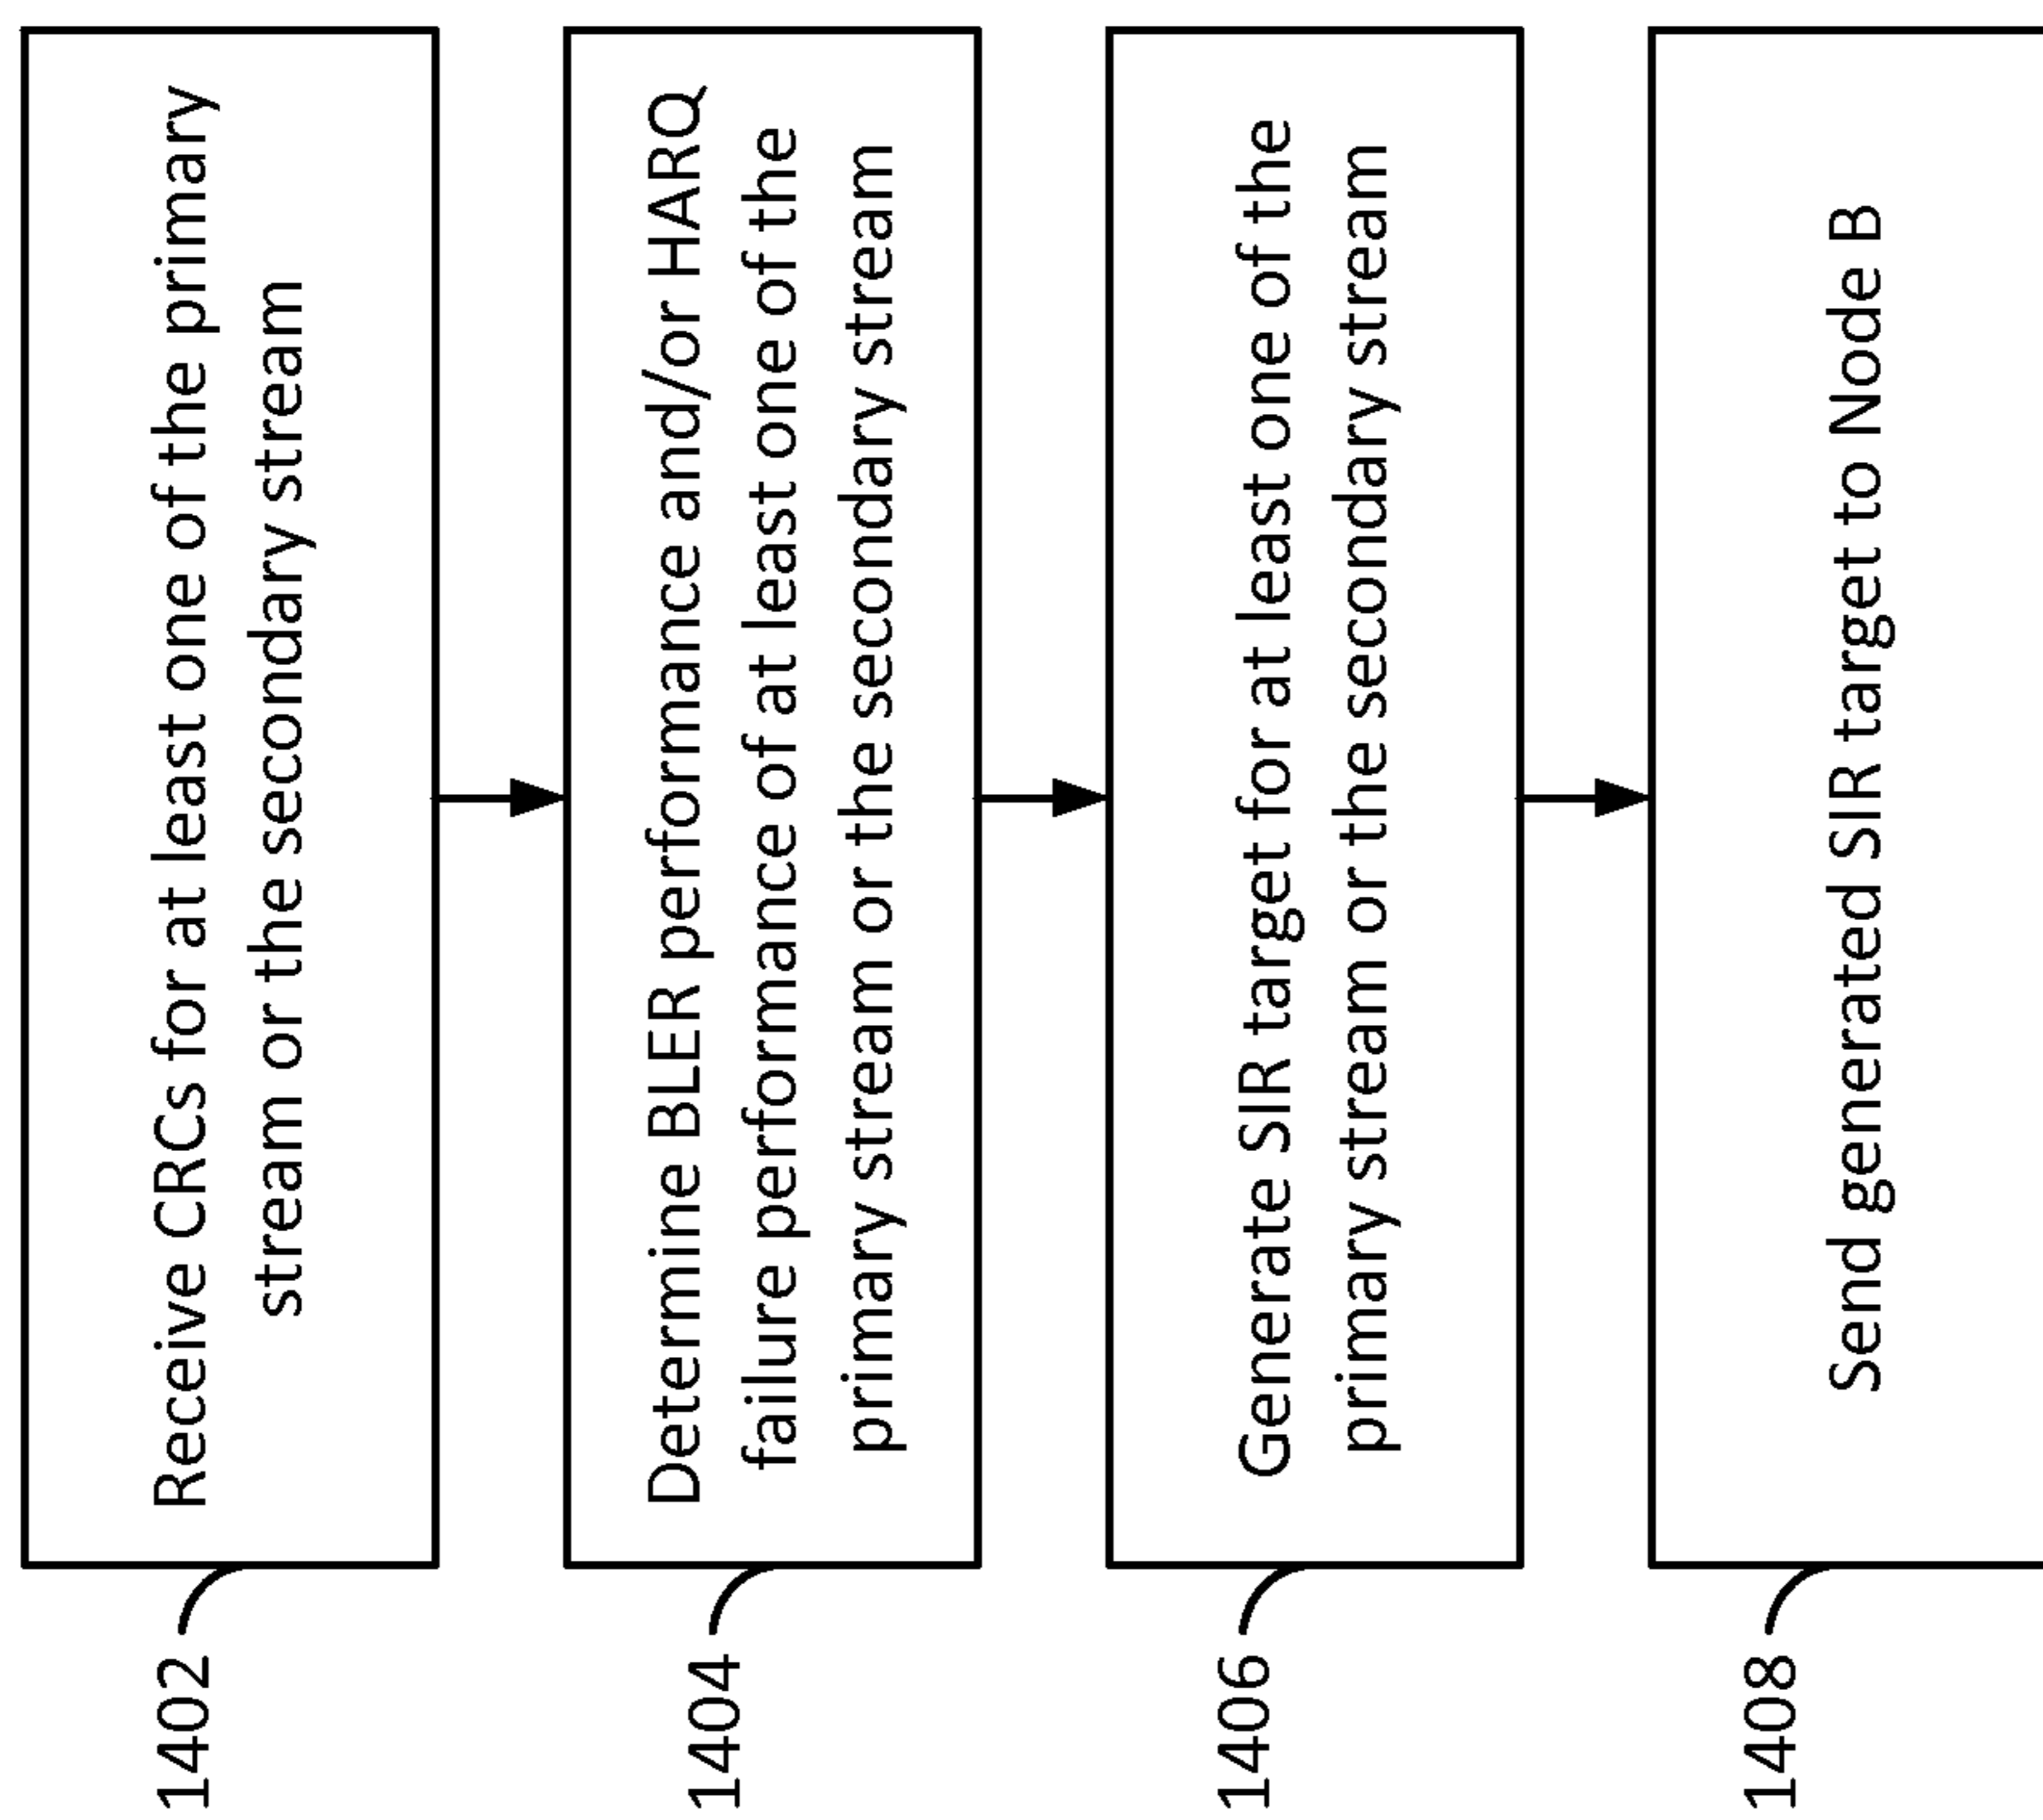 1402
Receive CRCs for at least one of the primary
stream or the secondary stream
1404
Determine BLER performance and/or HARQ
failure performance of at least one of the
primary stream or the secondary stream
1406
Generate SIR target for at least one of the
primary stream or the secondary stream
1408
Send generated SIR target to Node B